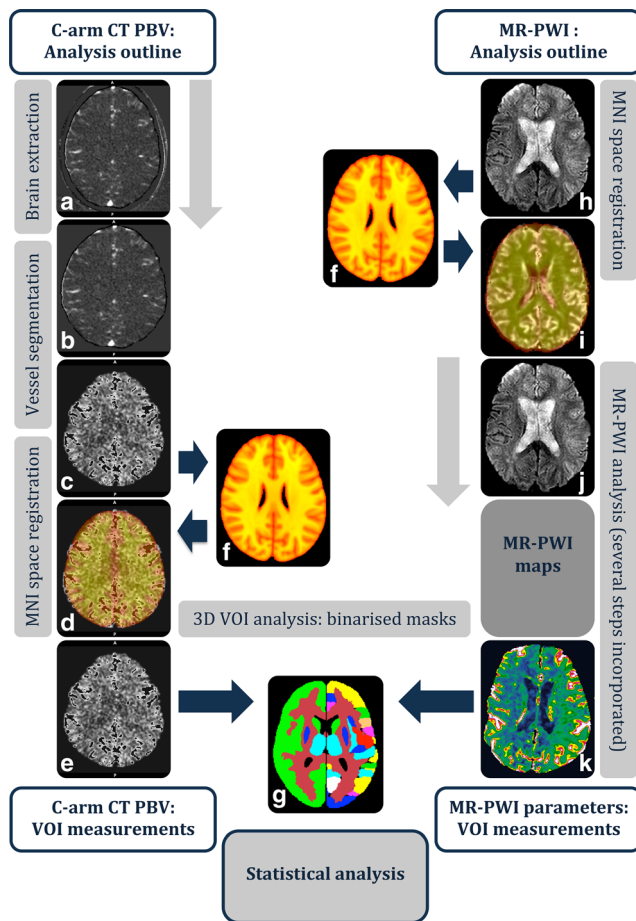 C-arm CT PBV:
Analysis outline
MR-PWI :
Analysis outline
Brain extraction
Vessel segmentation
MNI space registration
a
b
c
d
e
f
f
MNI space registration
h
i
j
MR-PWI analysis (several steps incorporated)
MR-PWI
maps
3D VOI analysis: binarised masks
g
k
C-arm CT PBV:
VOI measurements
MR-PWI parameters:
VOI measurements
Statistical analysis